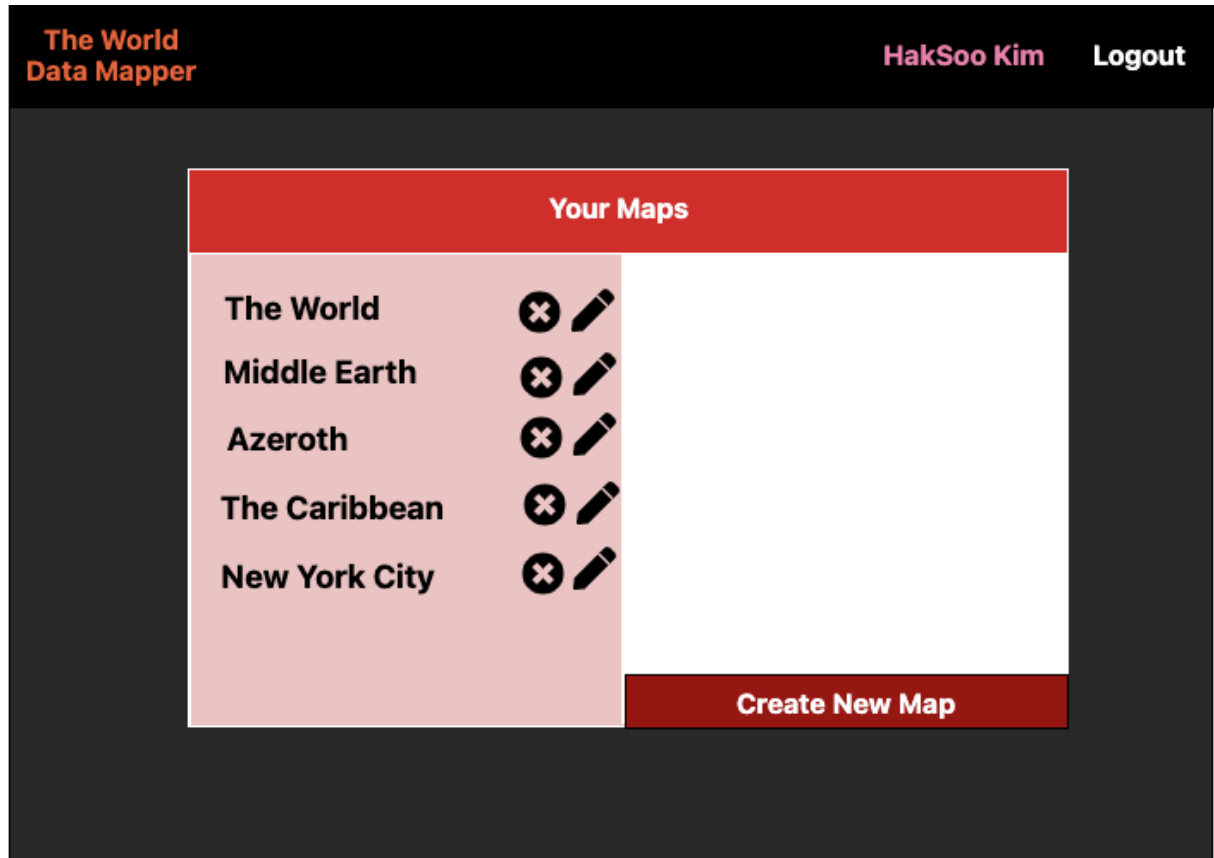 The World
Data Mapper
HakSoo Kim
Logout
Your Maps
The World
Middle Earth
Azeroth
The Caribbean
New York City
Create New Map